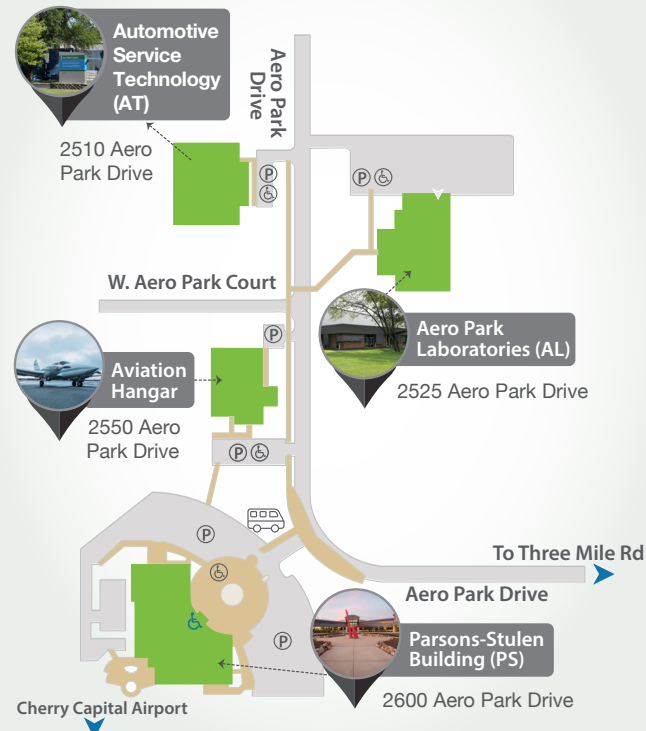 Automotive
Service
Technology
(AT)
2510 Aero
Park Drive
Aero Park
Drive
P
P
W. Aero Park Court
P
Aero Park
Laboratories (AL)
2525 Aero Park Drive
Aviation
Hangar
2550 Aero
Park Drive
P
P
To Three Mile Rd
Aero Park Drive
P
Parsons-Stulen
Building (PS)
2600 Aero Park Drive
Cherry Capital Airport